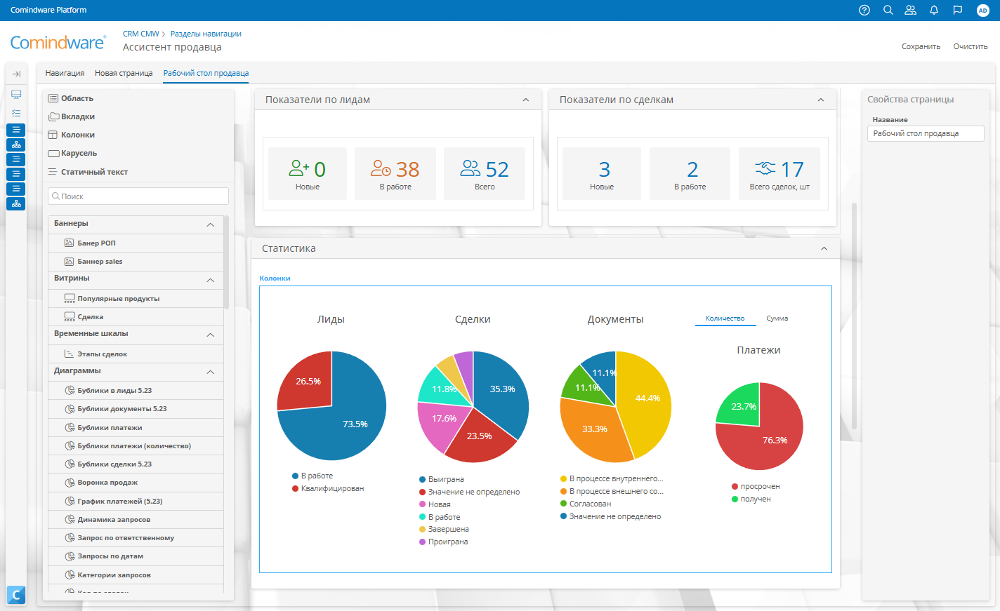 Comindware Platform
AD
Comindware®
CRM CMW > Разделы навигации
Ассистент продавца
Сохранить
Очистить
Навигация
Новая страница
Рабочий стол продавца
Область
Вкладки
Колонки
Карусель
Статичный текст
Поиск
Баннеры
Банер РОП
Баннер sales
Витрины
Популярные продукты
Сделка
Временные шкалы
Этапы сделок
Диаграммы
Бублики в лиды 5.23
Бублики документы 5.23
Бублики платежи
Бублики платежи (количество)
Бублики сделки 5.23
Воронка продаж
График платежей (5.23)
Динамика запросов
Запрос по ответственному
Запросы по датам
Категории запросов
C
Показатели по лидам
0
Новые
38
В работе
52
Всего
Показатели по сделкам
3
Новые
2
В работе
17
Всего сделок, шт
Статистика
Колонки
Лиды
26.5%
73.5%
В работе
Квалифицирован
Сделки
35.3%
11.8%
17.6%
23.5%
Выиграна
Значение не определено
Новая
В работе
Завершена
Проиграна
Документы
11.1%
11.1%
44.4%
33.3%
В процессе внутреннего...
В процессе внешнего со...
Согласован
Значение не определено
Количество
Сумма
Платежи
23.7%
76.3%
просрочен
получен
Свойства страницы
Название
Рабочий стол продавца